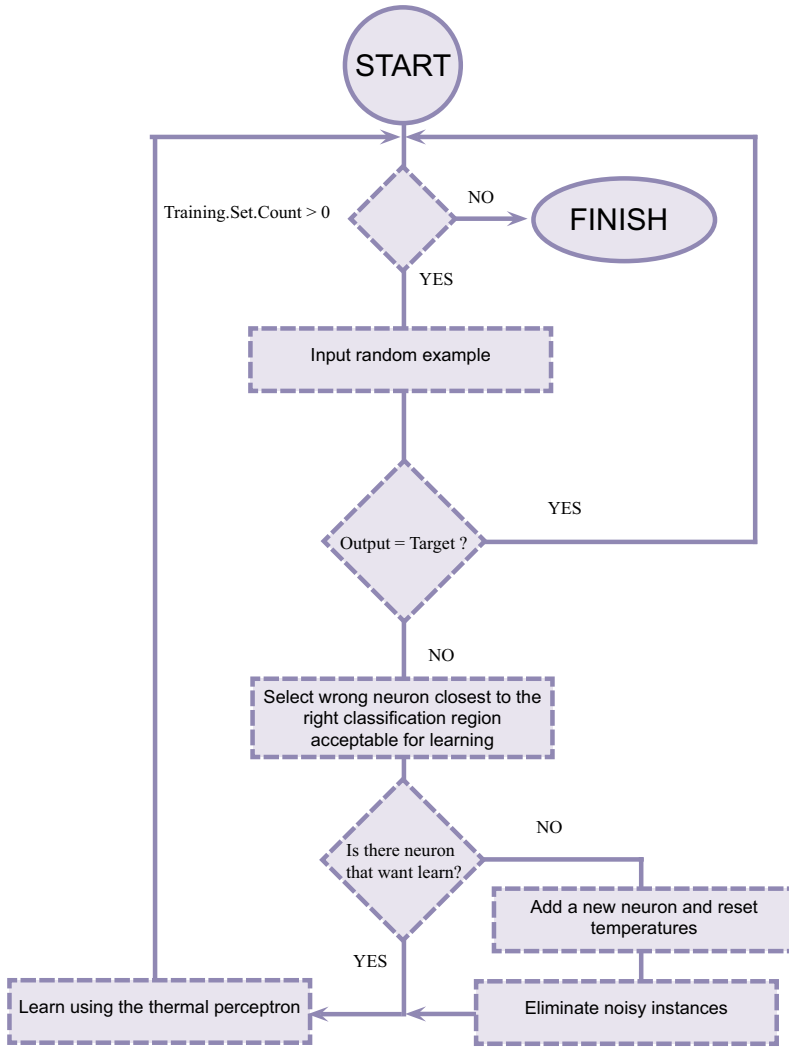 START
Training.Set.Count > 0
NO
FINISH
YES
Input random example
Output = Target ?
YES
NO
Select wrong neuron closest to the
right classification region
acceptable for learning
Is there neuron
that want learn?
NO
Add a new neuron and reset
temperatures
YES
Learn using the thermal perceptron
Eliminate noisy instances